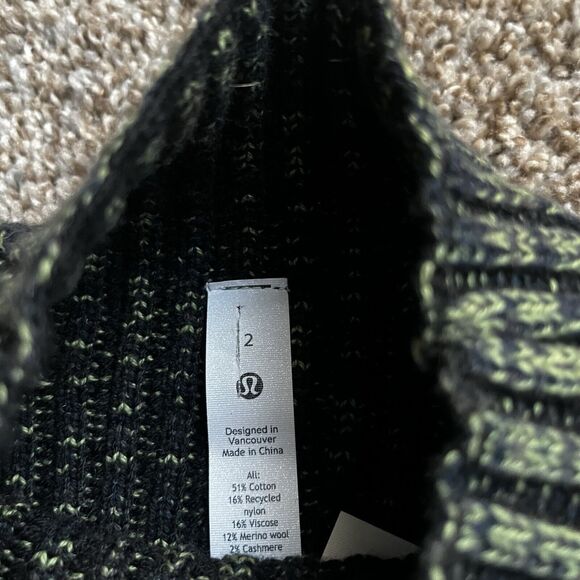 2
Designed in
Vancouver
Made in China
All:
51% Cotton
16% Recycled
nylon
16% Viscose
12% Merino wool
2% Cashmere